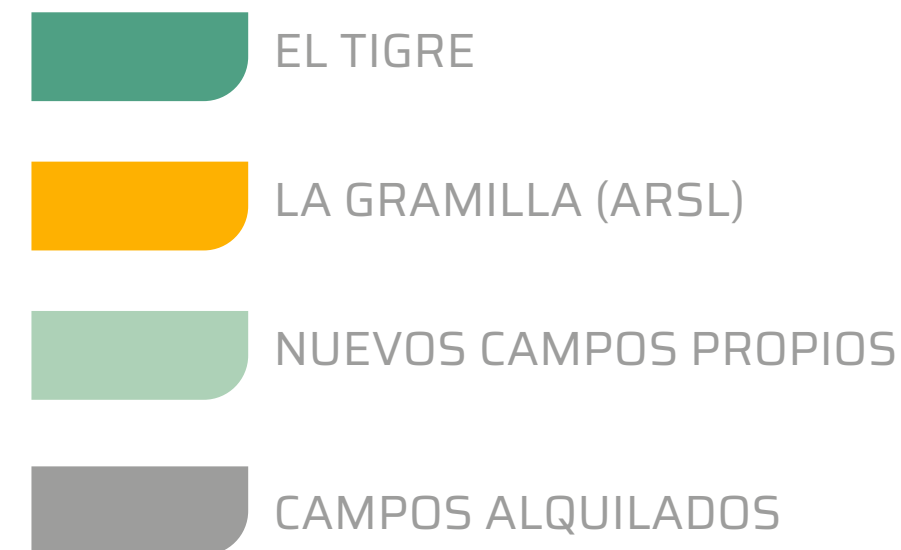 EL TIGRE
LA GRAMILLA (ARSL)
NUEVOS CAMPOS PROPIOS
CAMPOS ALQUILADOS